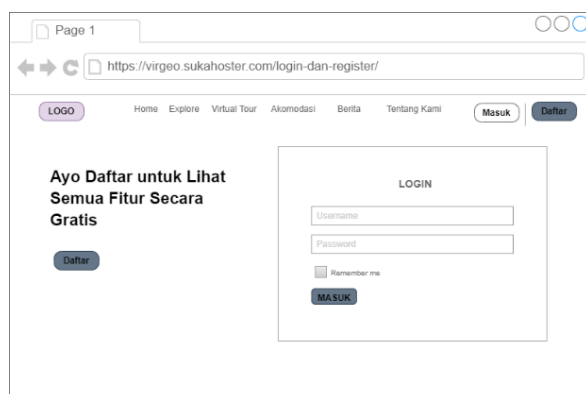 Page 1
https://virgeo.sukahoster.com/login-dan-register/
LOGO Home Explore Virtual Tour Akomodasi Berita Tentang Kami Masuk Daftar
Ayo Daftar untuk Lihat
Semua Fitur Secara
Gratis
Daftar
LOGIN
Username
Password
Remember me
MASUK